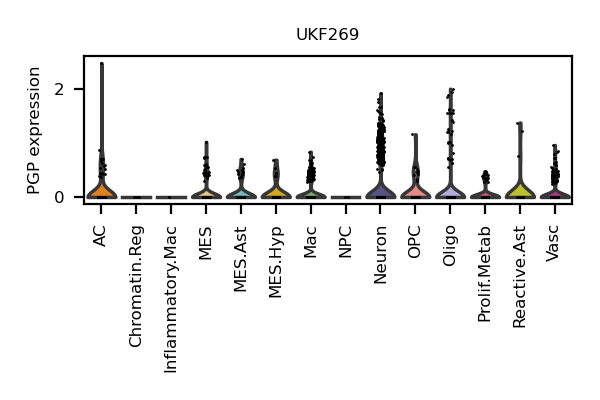 UKF269
PGP expression
2
0
AC
Chromatin.Reg
Inflammatory.Mac
MES
MES.Ast
MES.Hyp
Mac
NPC
Neuron
OPC
Oligo
Prolif.Metab
Reactive.Ast
Vasc